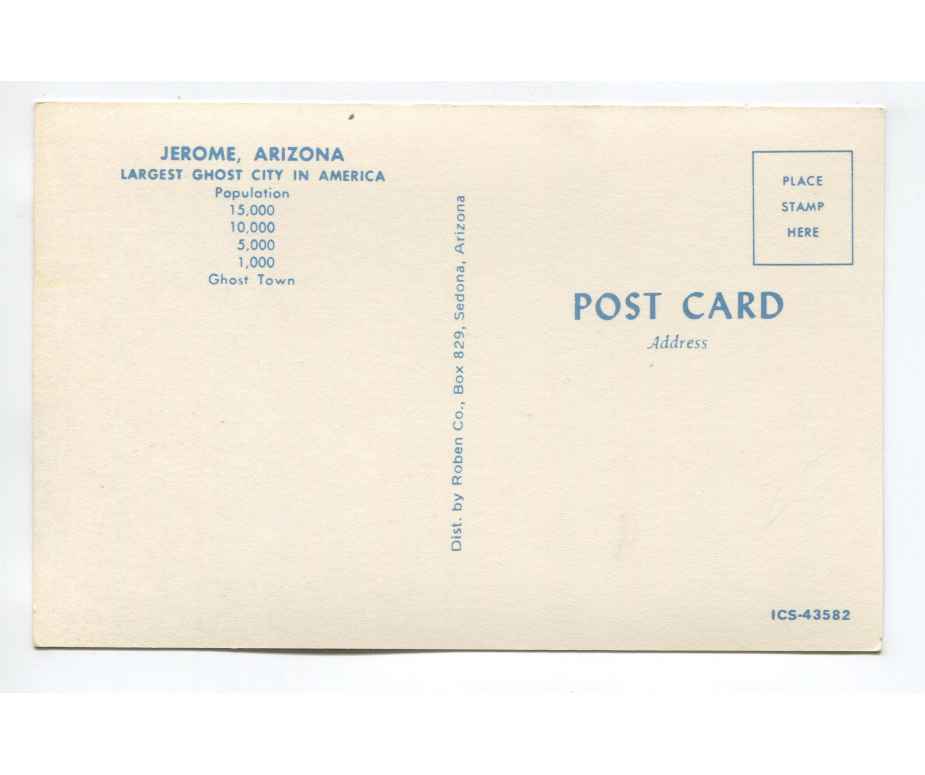 JEROME, ARIZONA
LARGEST GHOST CITY IN AMERICA
Population
15,000
10,000
5,000
1,000
Ghost Town
Dist. by Roben Co., Box 829, Sedona, Arizona
PLACE
STAMP
HERE
POST CARD
Address
ICS-43582